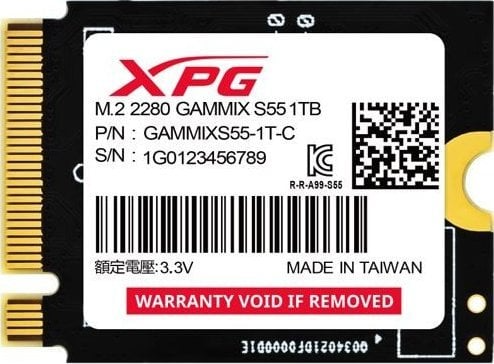 XPG
M.2 2280 GAMMIX S55 1TB
P/N : GAMMIXS55-1T-C
S/N : 1G0123456789
R-R-A99-S55
額定電壓:3.3V
MADE IN TAIWAN
WARRANTY VOID IF REMOVED